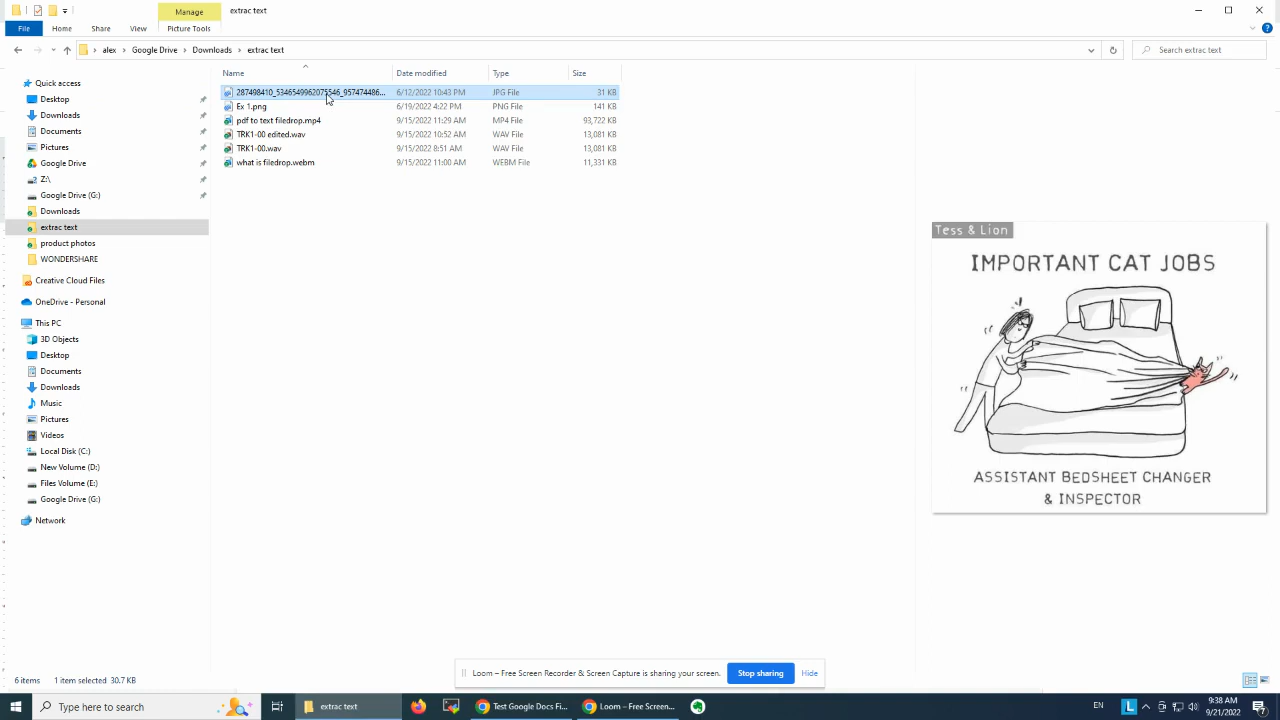 Manage
extrac text
File
Home
Share
View
Picture Tools
alex
Google Drive
Downloads
extrac text
Search extrac text
Name
Date modified
Type
Size
287498410_5346549962075546_957474486...
6/12/2022 10:43 PM
JPG File
31 KB
Ex 1.png
6/19/2022 4:22 PM
PNG File
141 KB
pdf to text filedrop.mp4
9/15/2022 11:29 AM
MP4 File
93,722 KB
TRK1-00 edited.wav
9/15/2022 10:52 AM
WAV File
13,081 KB
TRK1-00.wav
9/15/2022 8:51 AM
WAV File
13,081 KB
what is filedrop.webm
9/15/2022 11:00 AM
WEBM File
11,331 KB
Quick access
Desktop
Downloads
Documents
Pictures
Google Drive
Z:\
Google Drive (G:)
Downloads
extrac text
product photos
WONDERSHARE
Creative Cloud Files
OneDrive - Personal
This PC
3D Objects
Desktop
Documents
Downloads
Music
Pictures
Videos
Local Disk (C:)
New Volume (D:)
Files Volume (E:)
Google Drive (G:)
Network
Tess & Lion
IMPORTANT CAT JOBS
ASSISTANT BEDSHEET CHANGER
& INSPECTOR
Loom – Free Screen Recorder & Screen Capture is sharing your screen.
Stop sharing
Hide
6 items
1 item selected 30.7 KB
Type here to search
extrac text
Test Google Docs Fi...
Loom – Free Screen...
EN
L
9:38 AM
9/21/2022
7